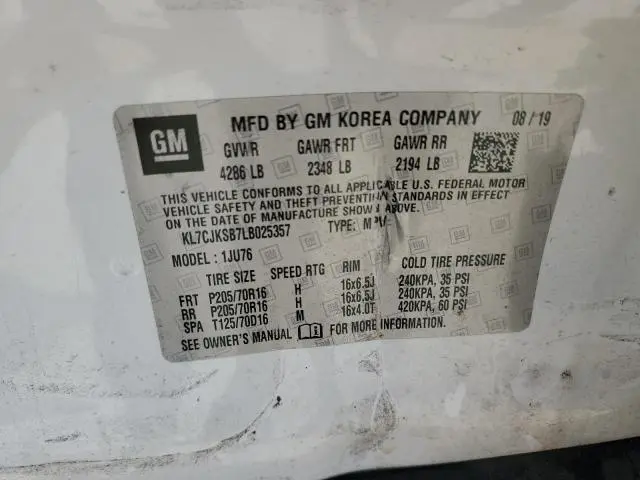 GM
MFD BY GM KOREA COMPANY 08/19
GVWR GAWR FRT GAWR RR
4286 LB 2348 LB 2194 LB
THIS VEHICLE CONFORMS TO ALL APPLICABLE U.S. FEDERAL MOTOR
VEHICLE SAFETY AND THEFT PREVENTION STANDARDS IN EFFECT
ON THE DATE OF MANUFACTURE SHOWN ABOVE.
KL7CJKSB7LB025357 TYPE: MPV
MODEL: 1JU76
TIRE SIZE SPEED RTG RIM COLD TIRE PRESSURE
FRT P205/70R16 H 16x6.5J 240KPA, 35 PSI
RR P205/70R16 H 16x6.5J 240KPA, 35 PSI
SPA T125/70D16 M 16x4.0T 420KPA, 60 PSI
SEE OWNER'S MANUAL FOR MORE INFORMATION.